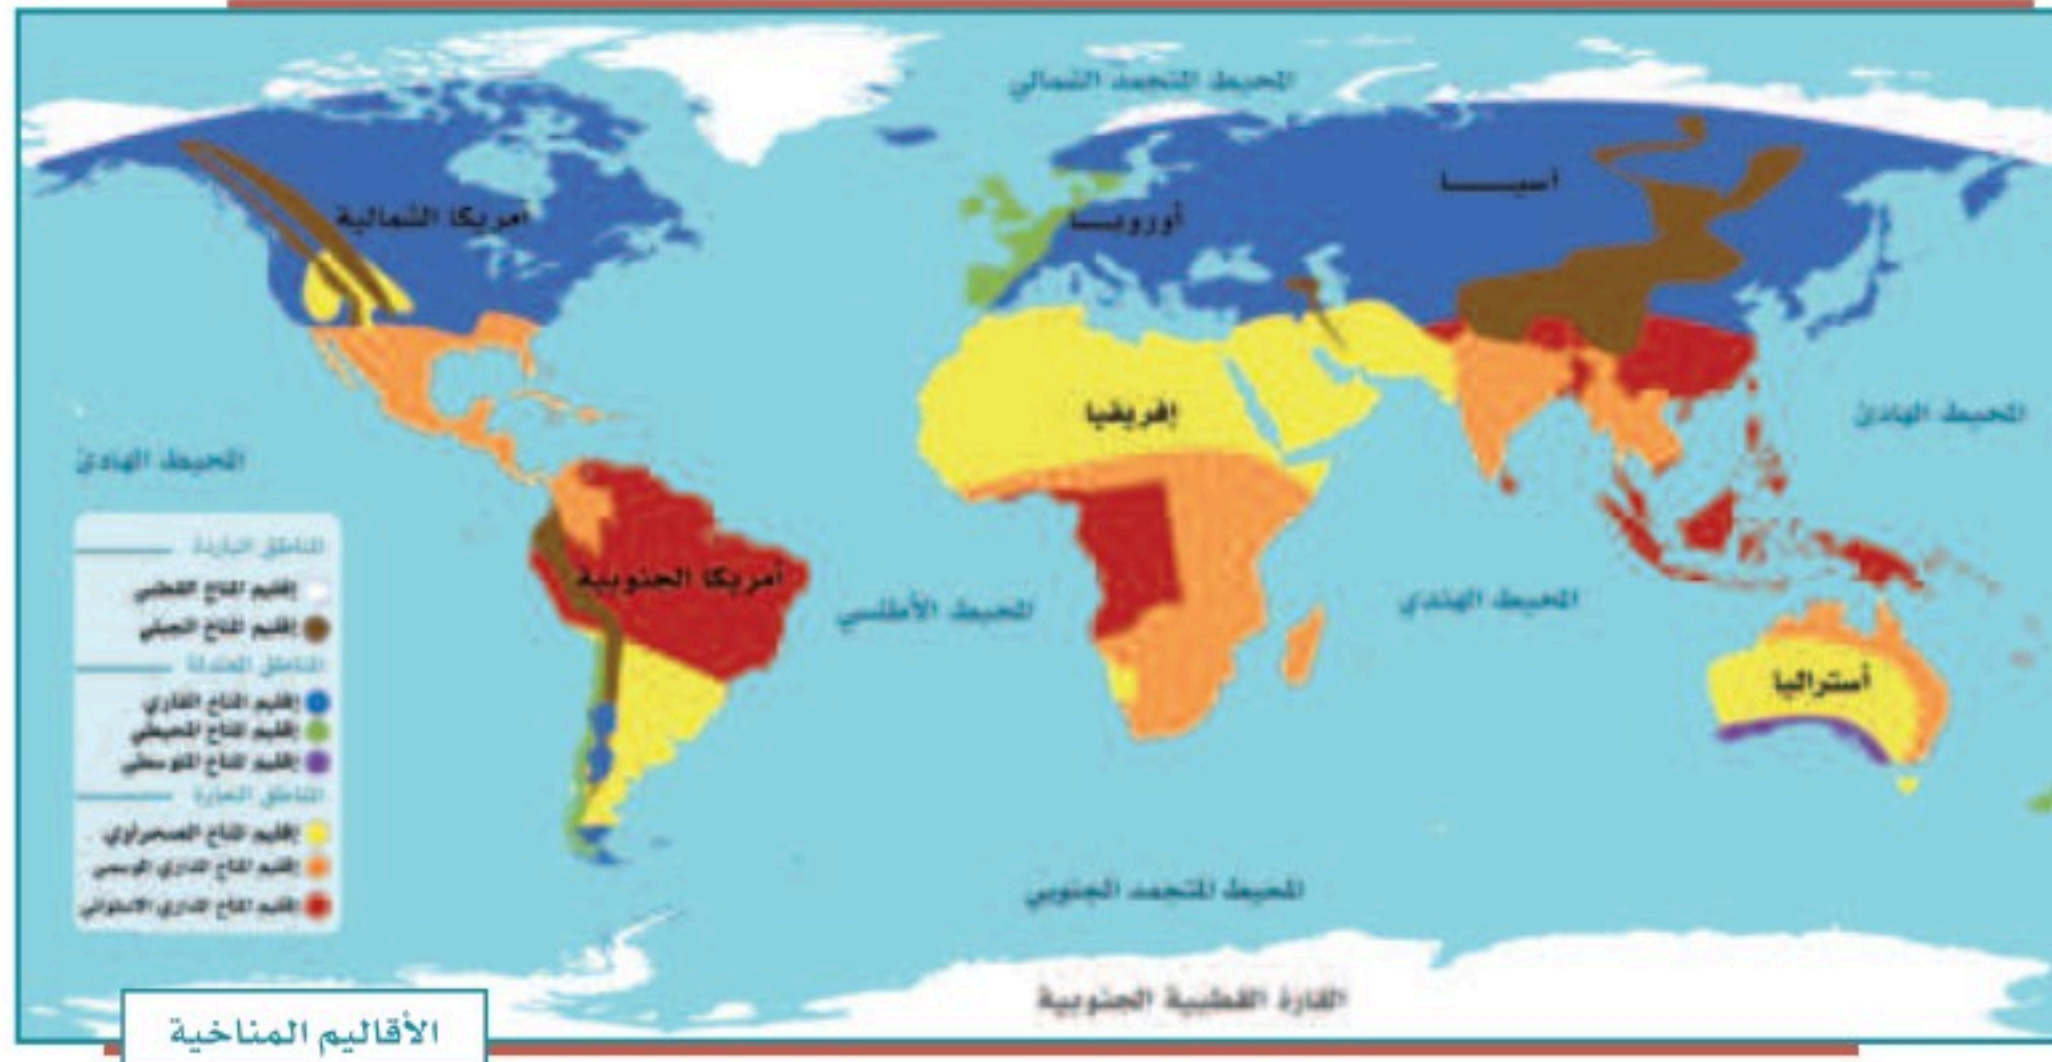 المحيط المتجمد الشمالي
أمريكا الشمالية
أوروبا
آسيا
إفريقيا
المحيط الهادئ
المحيط الهادئ
أمريكا الجنوبية
المحيط الأطلسي
المحيط الهندي
أستراليا
المناطق الباردة
إقليم المناخ القطبي
إقليم المناخ الجبلي
المناطق المعتدلة
إقليم المناخ القاري
إقليم المناخ المحيطي
إقليم المناخ المتوسطي
المناطق الحارة
إقليم المناخ الصحراوي
إقليم المناخ المداري الموسمي
إقليم المناخ المداري الاستوائي
المحيط المتجمد الجنوبي
القارة القطبية الجنوبية
الأقاليم المناخية